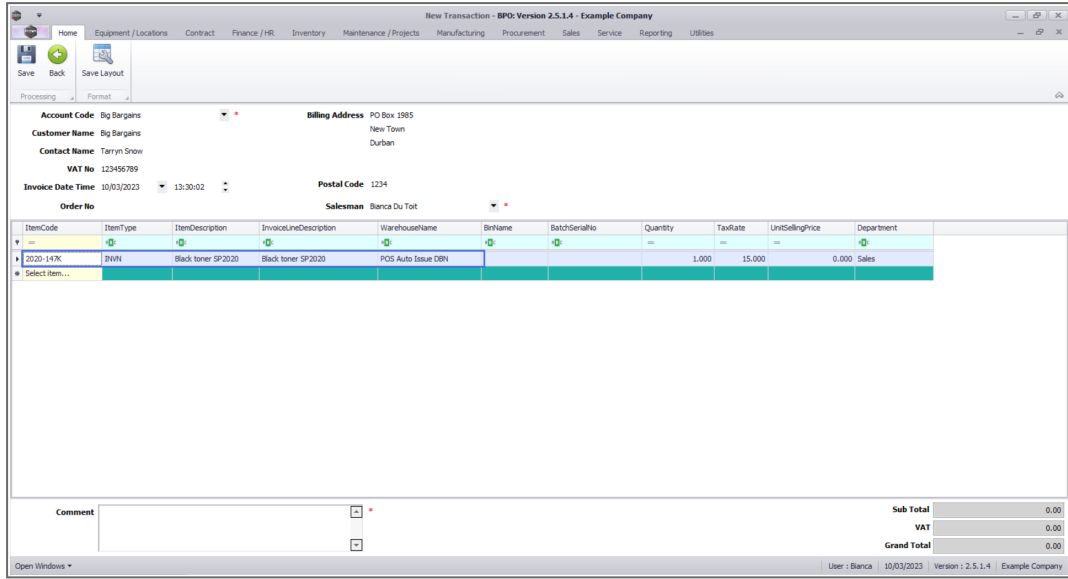 New Transaction - BPO: Version 2.5.1.4 - Example Company
Home Equipment / Locations Contract Finance / HR Inventory Maintenance / Projects Manufacturing Procurement Sales Service Reporting Utilities
Save Back Save Layout
Processing Format
Account Code Big Bargains * Billing Address PO Box 1985
Customer Name Big Bargains New Town
Contact Name Tarryn Snow Durban
VAT No 123456789
Invoice Date Time 10/03/2023 13:30:02 Postal Code 1234
Order No Salesman Bianca Du Toit *
ItemCode ItemType ItemDescription InvoiceLineDescription WarehouseName BinName BatchSerialNo Quantity TaxRate UnitSellingPrice Department
2020-147K INVN Black toner SP2020 Black toner SP2020 POS Auto Issue DBN 1.000 15.000 0.000 Sales
Select item...
Comment * Sub Total 0.00
VAT 0.00
Grand Total 0.00
Open Windows User : Bianca 10/03/2023 Version : 2.5.1.4 Example Company